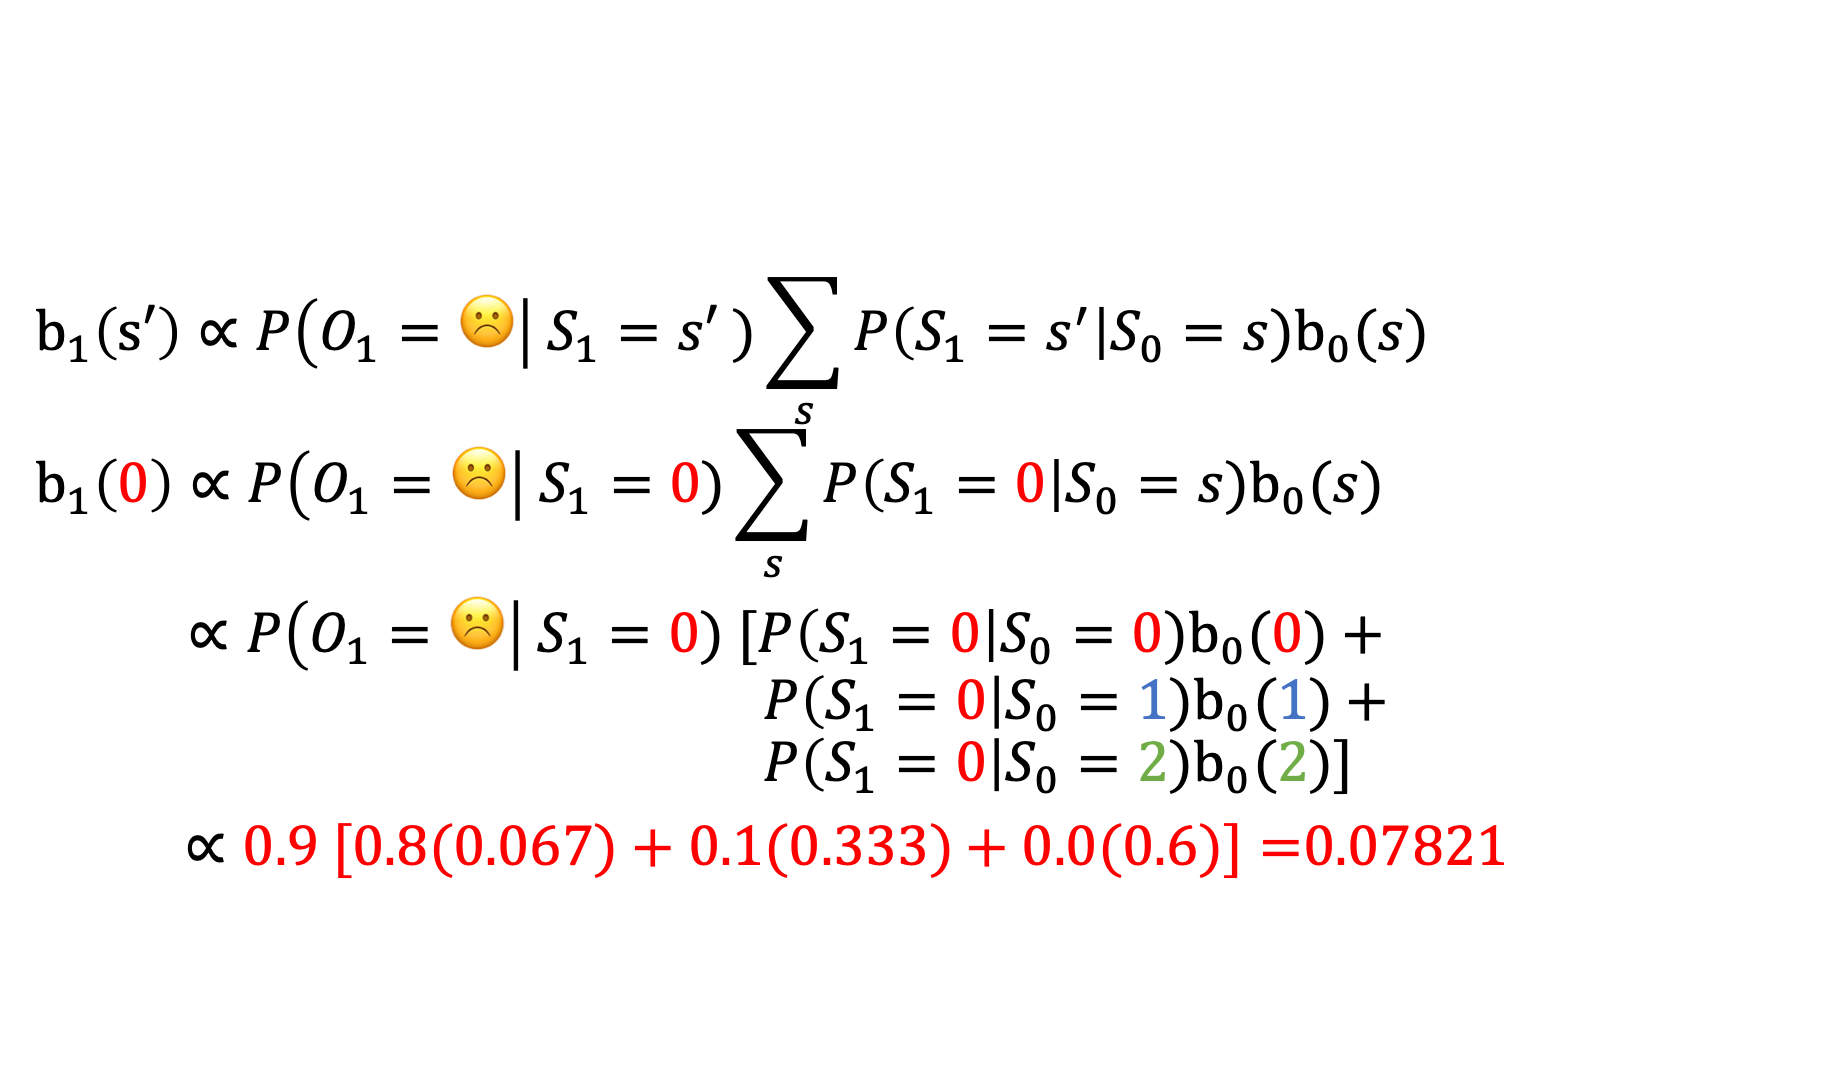 b₁(s′) ∝ P(O₁ = ☹️| S₁ = s′ ) ∑ₛ P(S₁ = s′|S₀ = s)b₀(s)
b₁(0) ∝ P(O₁ = ☹️| S₁ = 0) ∑ₛ P(S₁ = 0|S₀ = s)b₀(s)
∝ P(O₁ = ☹️| S₁ = 0) [P(S₁ = 0|S₀ = 0)b₀(0) +
P(S₁ = 0|S₀ = 1)b₀(1) +
P(S₁ = 0|S₀ = 2)b₀(2)]
∝ 0.9 [0.8(0.067) + 0.1(0.333) + 0.0(0.6)] =0.07821